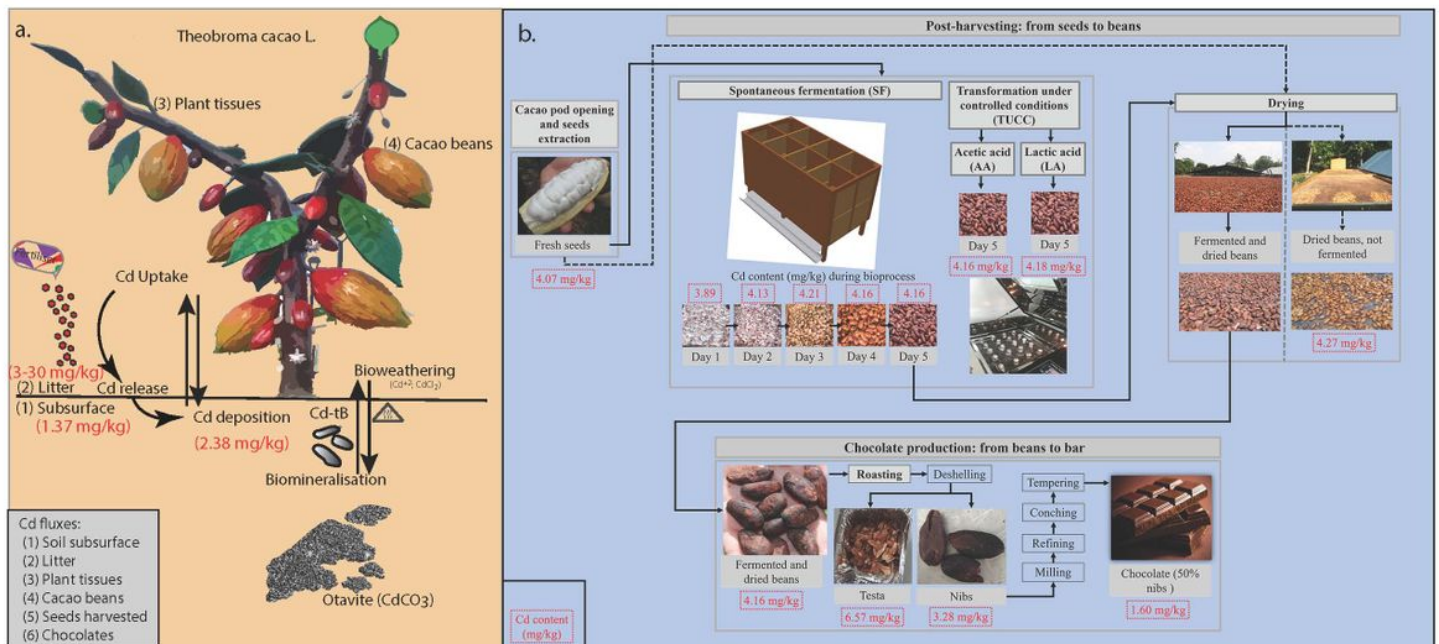 a.
Theobroma cacao L.
(3) Plant tissues
(4) Cacao beans
Cd Uptake
(3-30 mg/kg)
(2) Litter
Cd release
(1) Subsurface
(1.37 mg/kg)
Cd deposition
(2.38 mg/kg)
Bioweathering
(Cd+2; CdCl2)
Cd-tB
Biomineralisation
Otavite (CdCO3)
Cd fluxes:
(1) Soil subsurface
(2) Litter
(3) Plant tissues
(4) Cacao beans
(5) Seeds harvested
(6) Chocolates
b.
Post-harvesting: from seeds to beans
Cacao pod opening
and seeds
extraction
Fresh seeds
4.07 mg/kg
Spontaneous fermentation (SF)
Cd content (mg/kg) during bioprocess
3.89 4.13 4.21 4.16 4.16
Day 1 Day 2 Day 3 Day 4 Day 5
Transformation under
controlled conditions
(TUCC)
Acetic acid
(AA)
Lactic acid
(LA)
Day 5 Day 5
4.16 mg/kg 4.18 mg/kg
Drying
Fermented and
dried beans
Dried beans, not
fermented
4.27 mg/kg
Chocolate production: from beans to bar
Fermented and
dried beans
4.16 mg/kg
Roasting
Deshelling
Testa
6.57 mg/kg
Nibs
3.28 mg/kg
Tempering
Conching
Refining
Milling
Chocolate (50%
nibs )
1.60 mg/kg
Cd content
(mg/kg)